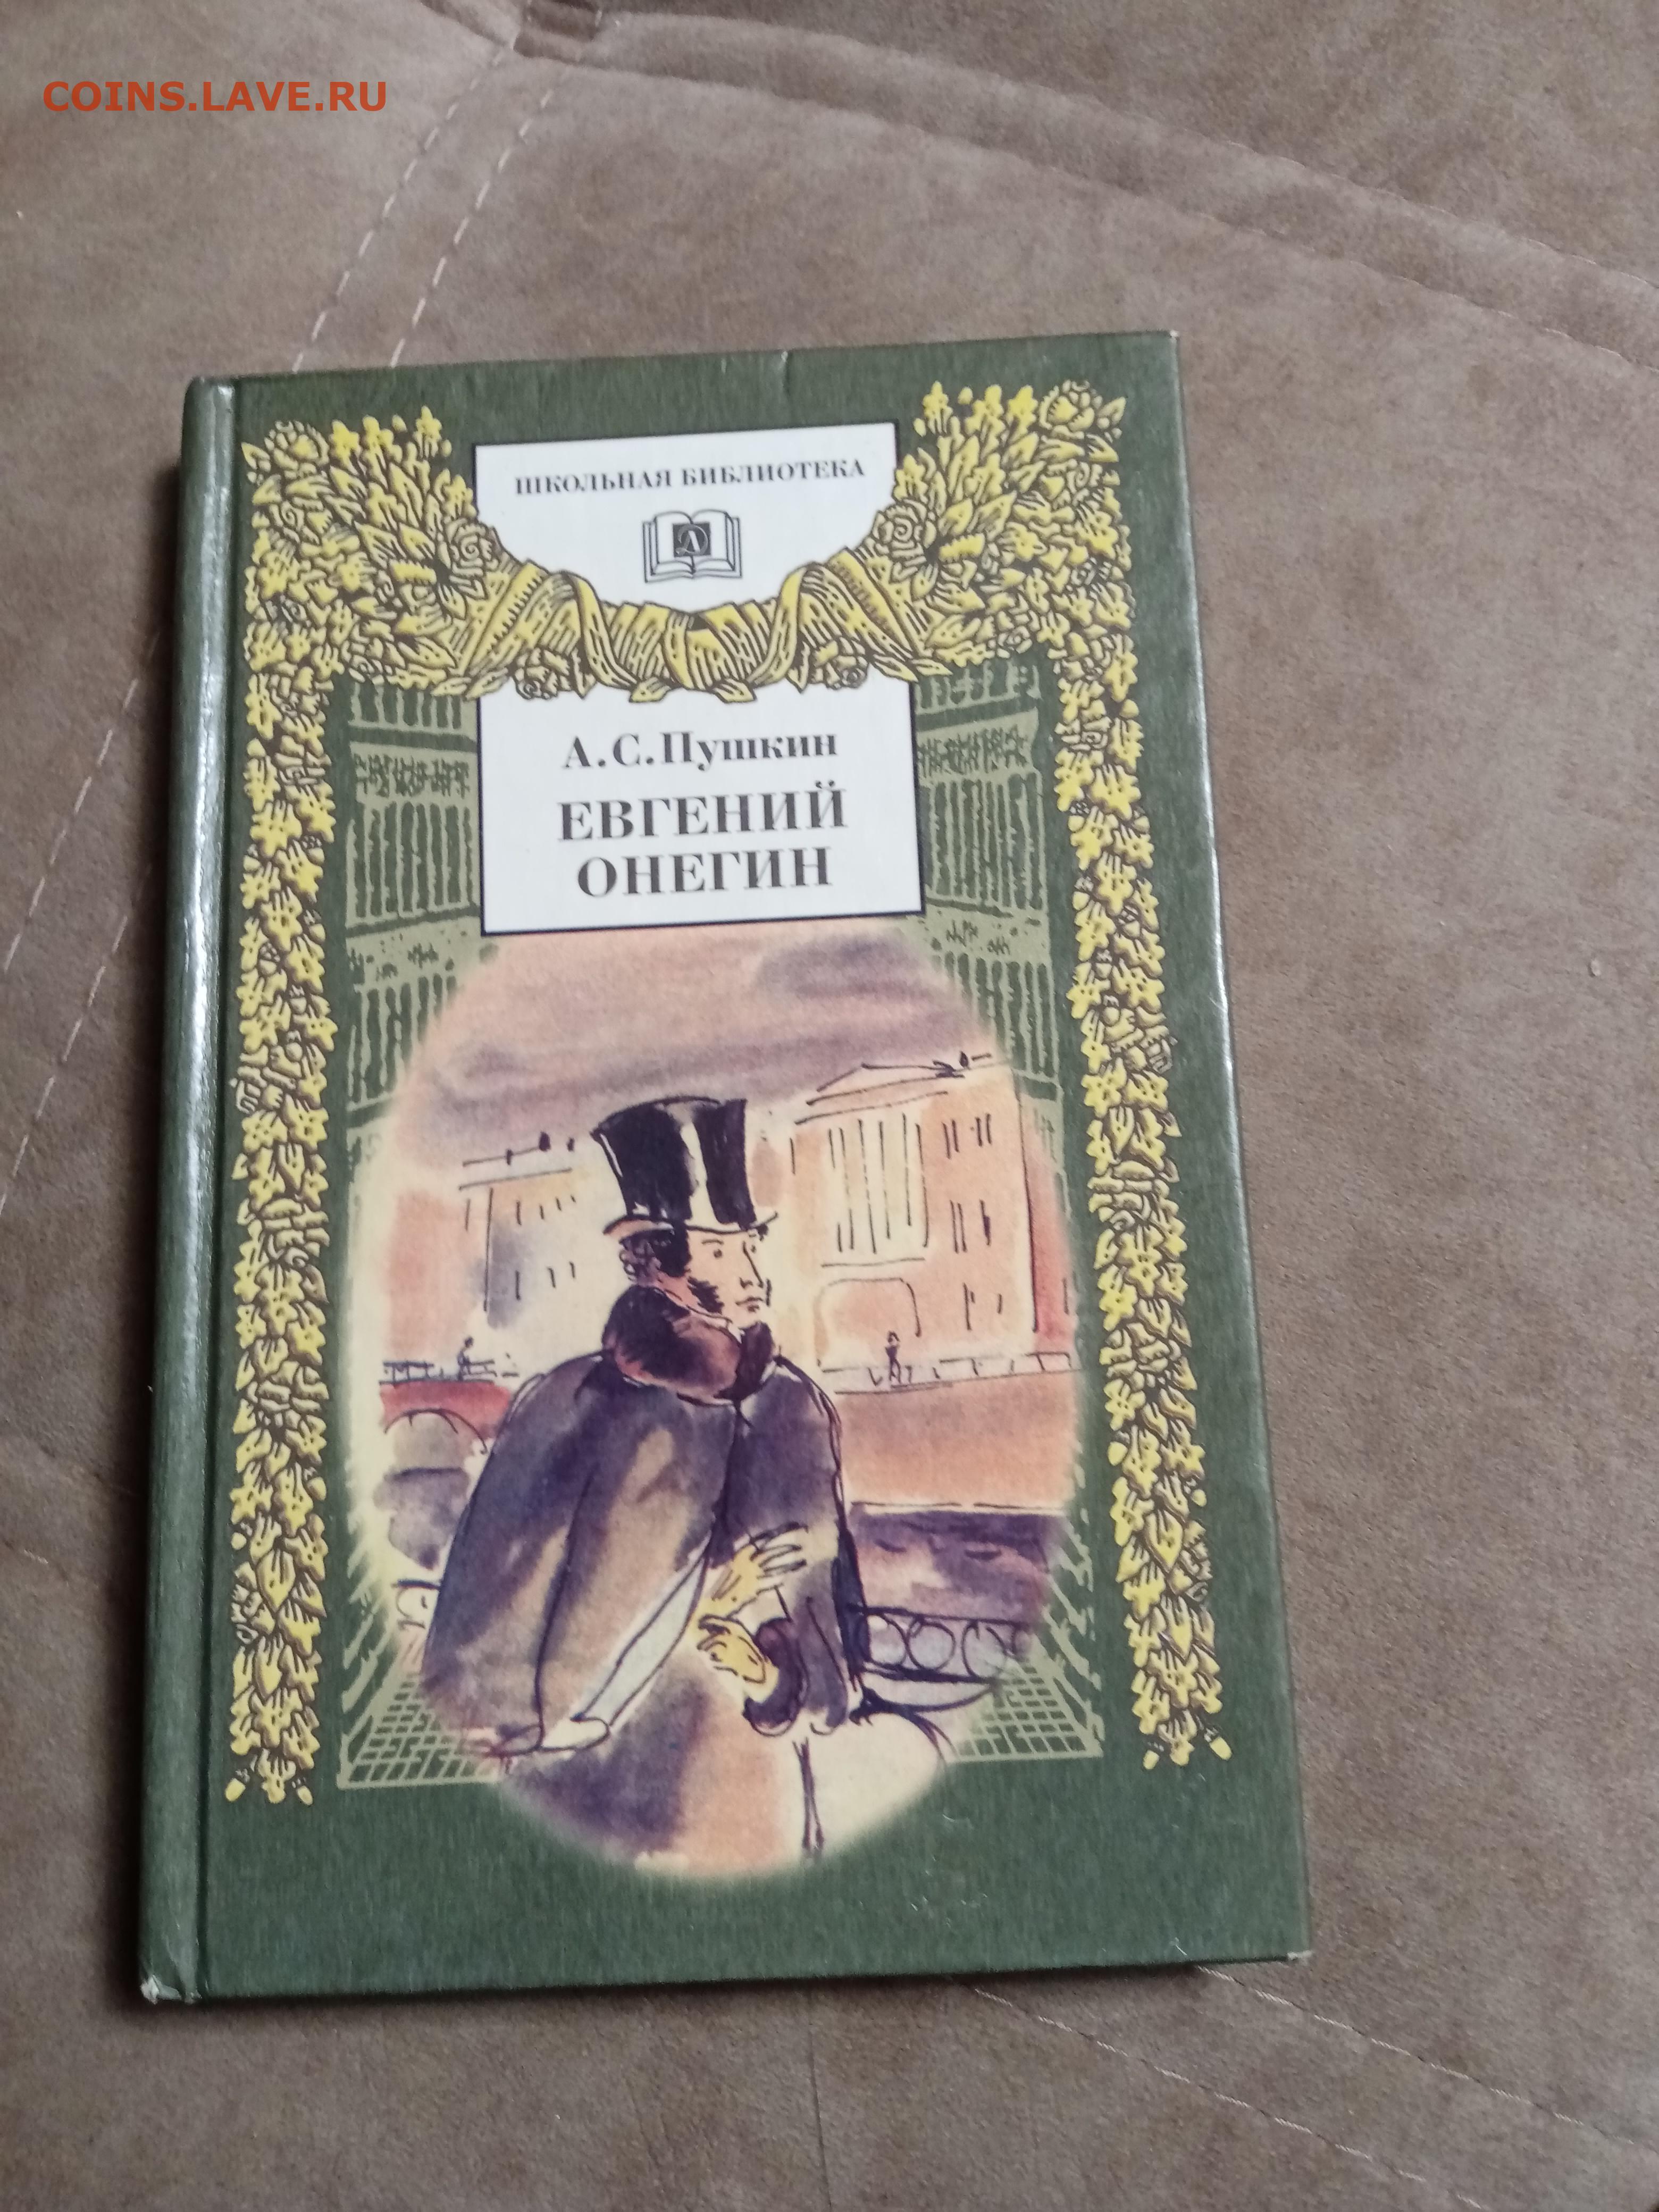 COINS.LAVE.RU
ШКОЛЬНАЯ БИБЛИОТЕКА
Д
А.С.Пушкин
ЕВГЕНИЙ
ОНЕГИН